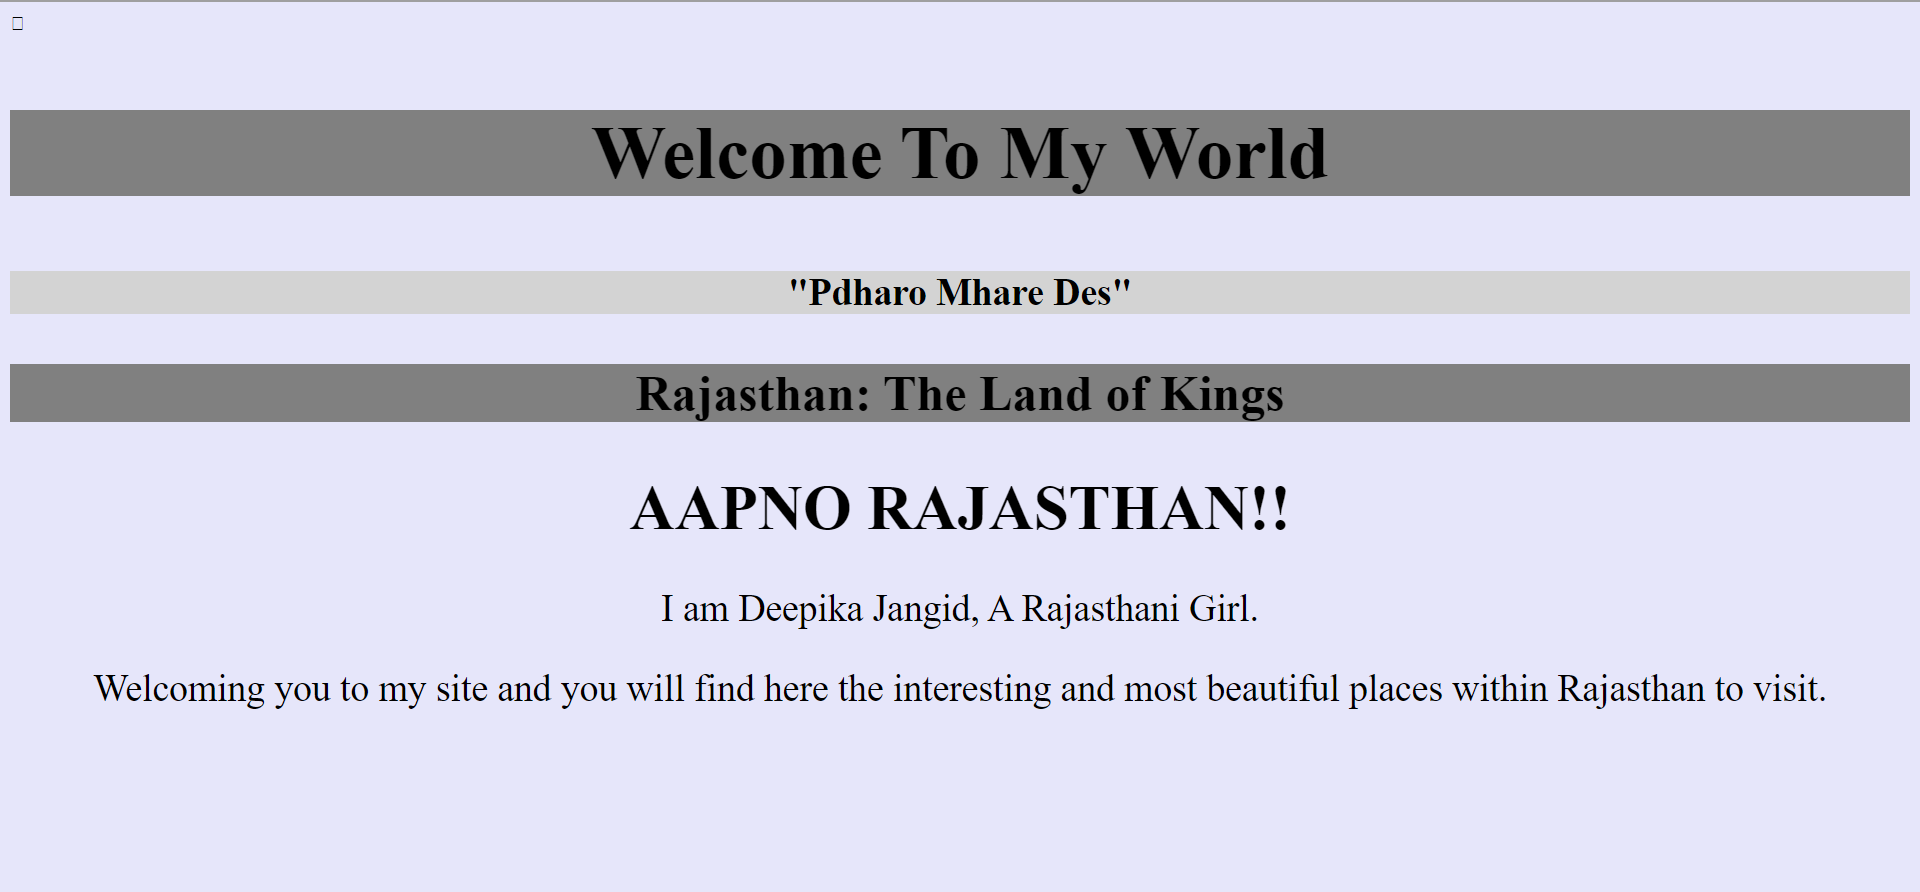 Welcome To My World
"Pdharo Mhare Des"
Rajasthan: The Land of Kings
AAPNO RAJASTHAN!!
I am Deepika Jangid, A Rajasthani Girl.
Welcoming you to my site and you will find here the interesting and most beautiful places within Rajasthan to visit.